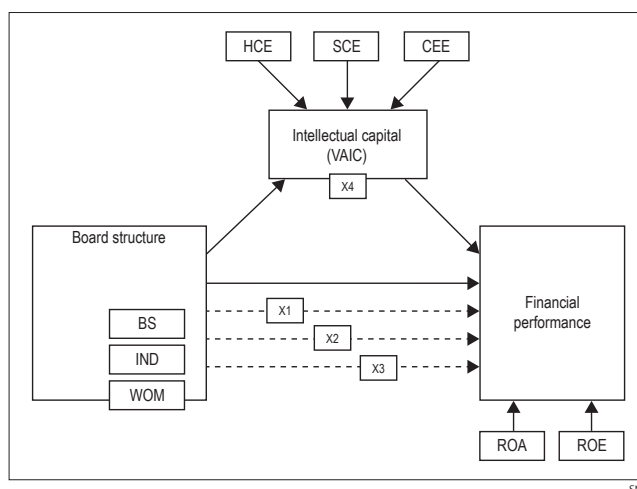 HCE
SCE
CEE
Intellectual capital
(VAIC)
X4
Board structure
BS
IND
WOM
X1
X2
X3
Financial
performance
ROA
ROE